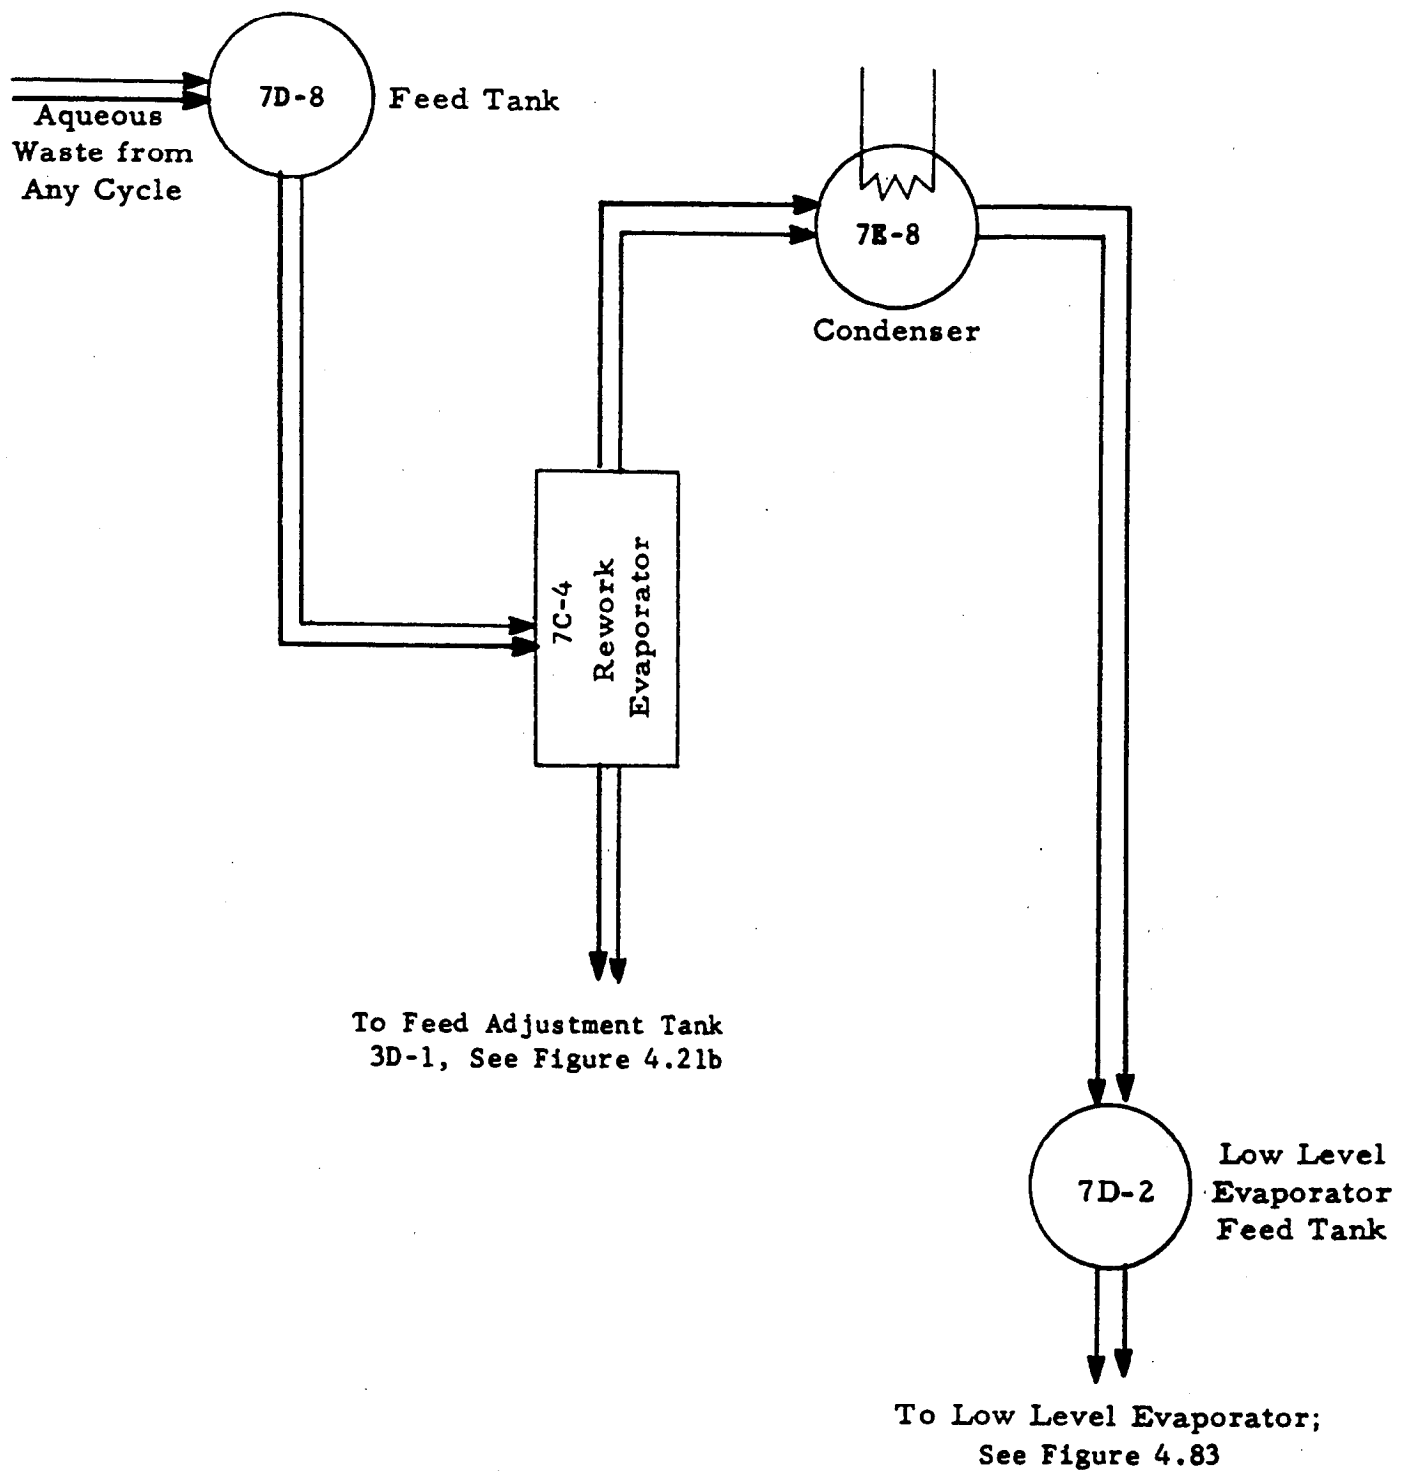 7D-8
Feed Tank
Aqueous
Waste from
Any Cycle
7E-8
Condenser
7C-4
Rework
Evaporator
To Feed Adjustment Tank
3D-1, See Figure 4.21b
7D-2
Low Level
Evaporator
Feed Tank
To Low Level Evaporator;
See Figure 4.83